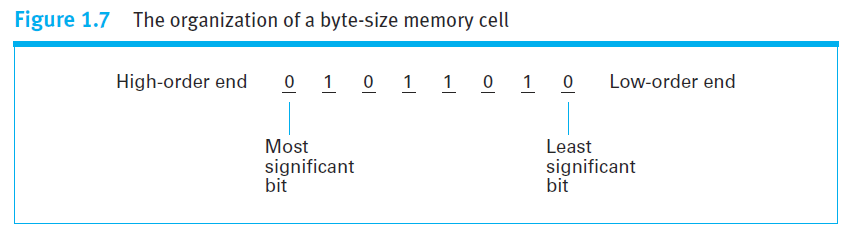 Figure 1.7 The organization of a byte-size memory cell
High-order end 0 1 0 1 1 0 1 0 Low-order end
Most Least
significant significant
bit bit